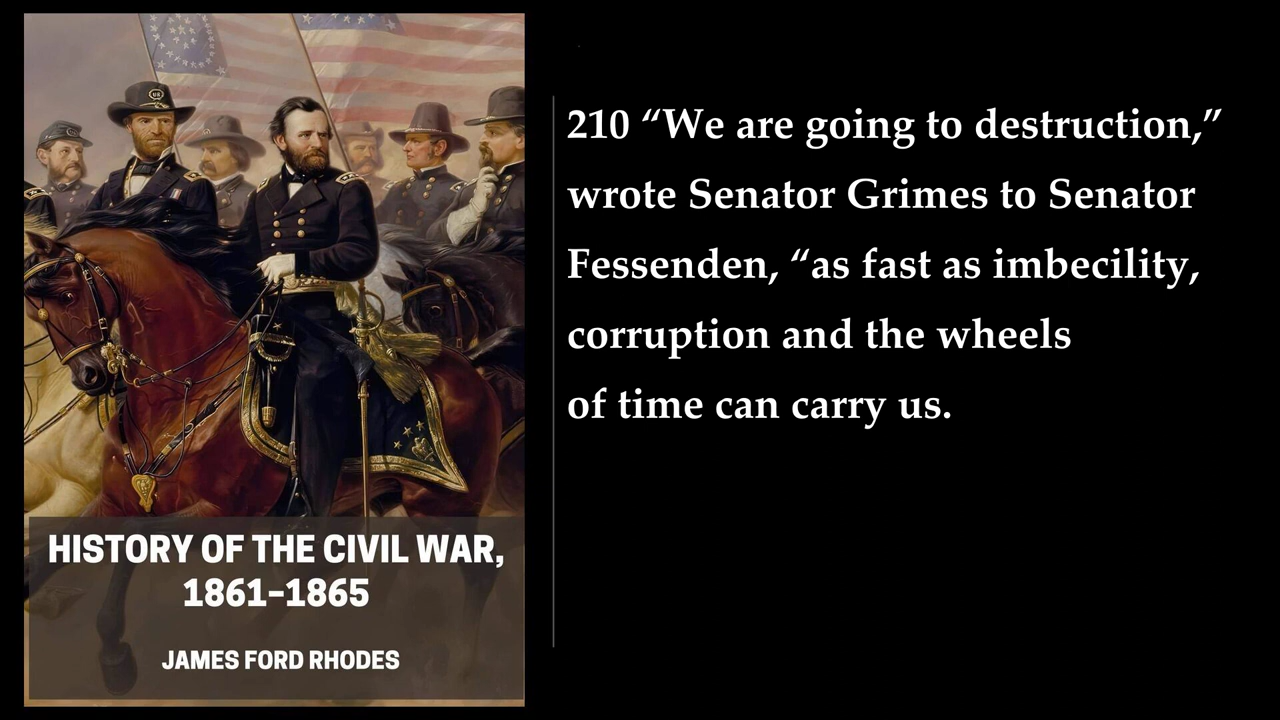 HISTORY OF THE CIVIL WAR,
1861–1865
JAMES FORD RHODES
210 “We are going to destruction,”
wrote Senator Grimes to Senator
Fessenden, “as fast as imbecility,
corruption and the wheels
of time can carry us.